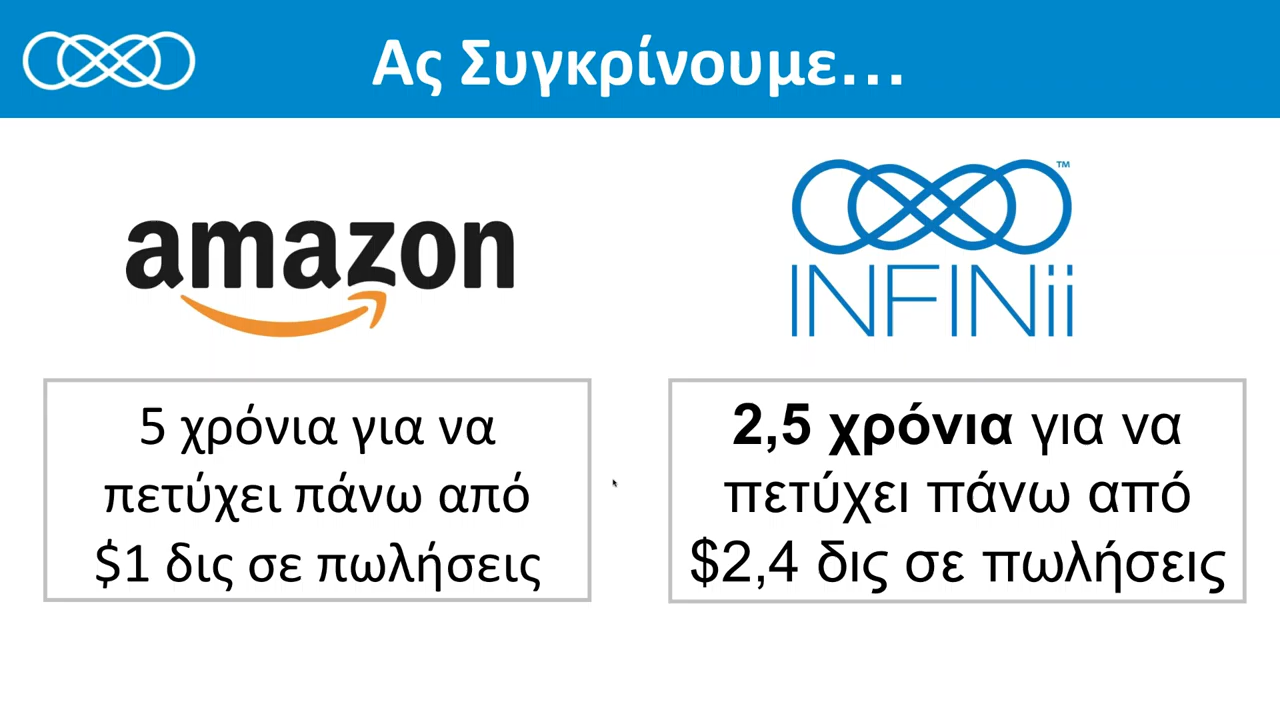 Ας Συγκρίνουμε...
amazon
INFINii™
5 χρόνια για να
πετύχει πάνω από
$1 δις σε πωλήσεις
2,5 χρόνια για να
πετύχει πάνω από
$2,4 δις σε πωλήσεις